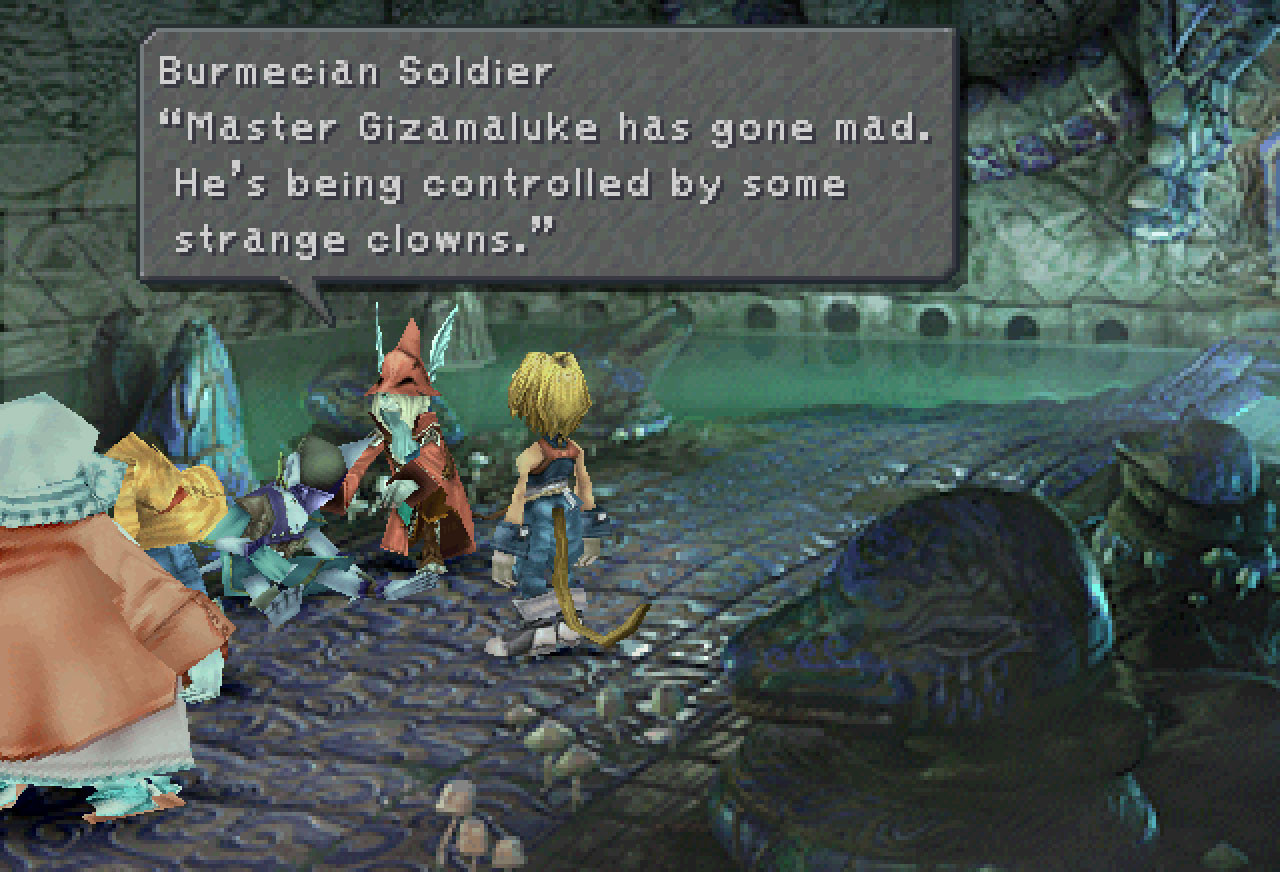 Burmecian Soldier
“Master Gizamaluke has gone mad.
He’s being controlled by some
strange clowns.”